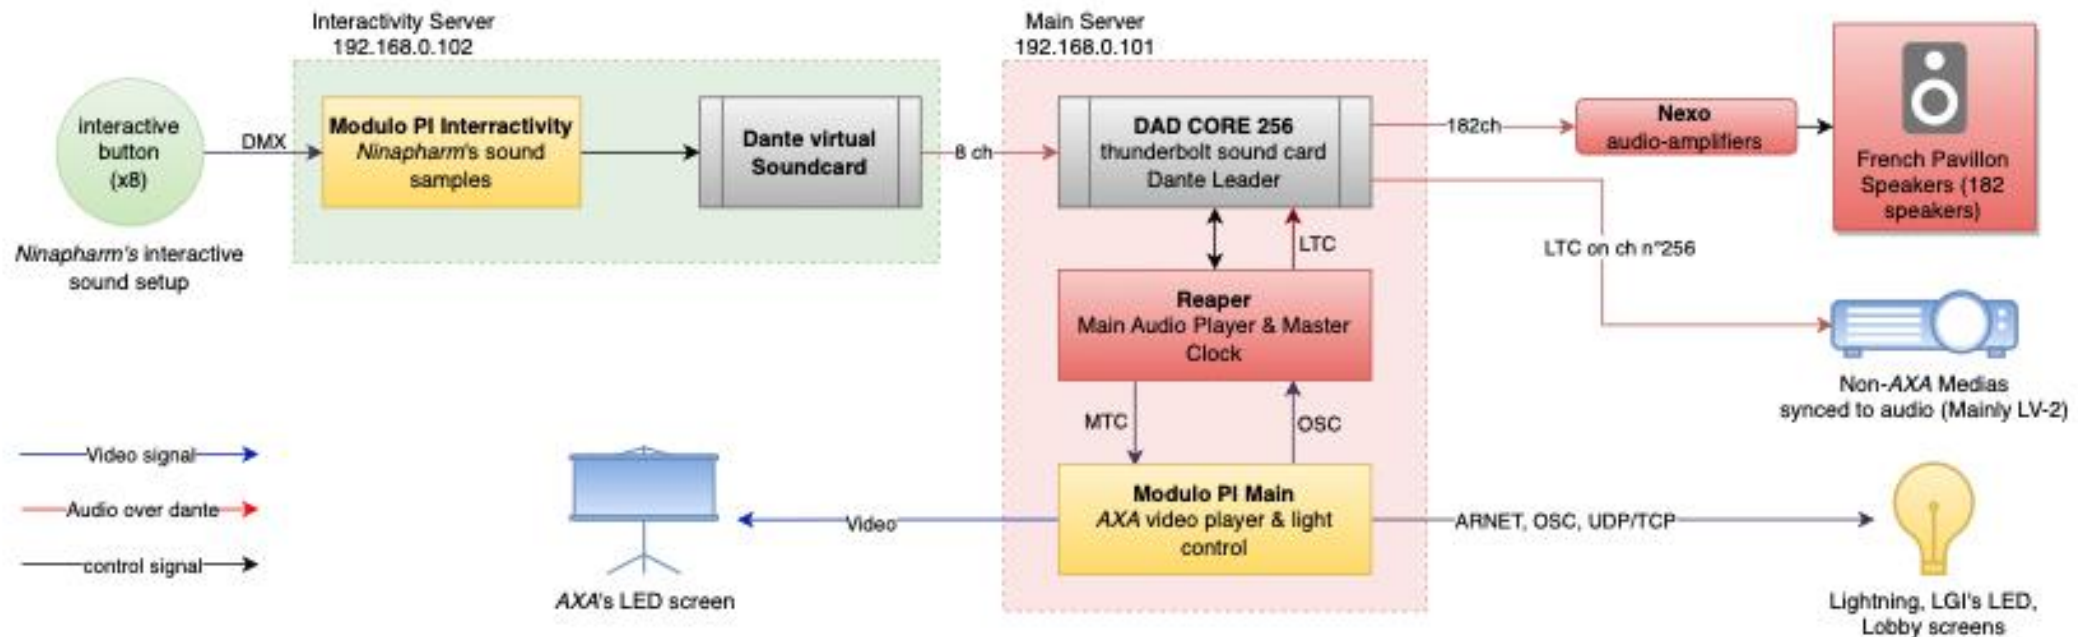 Interactivity Server
192.168.0.102
Main Server
192.168.0.101
interactive
button
(x8)
DMX
Modulo PI Interractivity
Ninapharm's sound
samples
Dante virtual
Soundcard
8 ch
DAD CORE 256
thunderbolt sound card
Dante Leader
182ch
Nexo
audio-amplifiers
French Pavillon
Speakers (182
speakers)
Ninapharm's interactive
sound setup
LTC
LTC on ch n°256
Reaper
Main Audio Player & Master
Clock
Non-AXA Medias
synced to audio (Mainly LV-2)
MTC
OSC
Video signal
Audio over dante
control signal
Video
AXA's LED screen
Modulo PI Main
AXA video player & light
control
ARNET, OSC, UDP/TCP
Lightning, LGI's LED,
Lobby screens